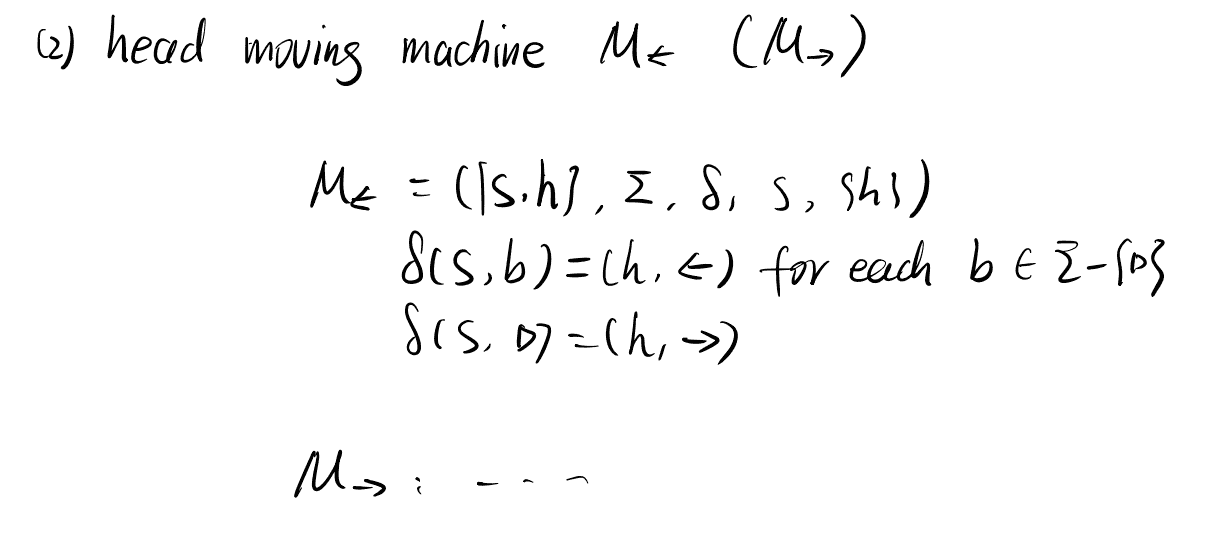 (2) head moving machine M← (M→)
M← = ({s,h}, Σ, δ, s, {h})
δ(s,b)=(h,←) for each b ∈ Σ-{▷}
δ(s,▷)=(h,→)
M→: ---